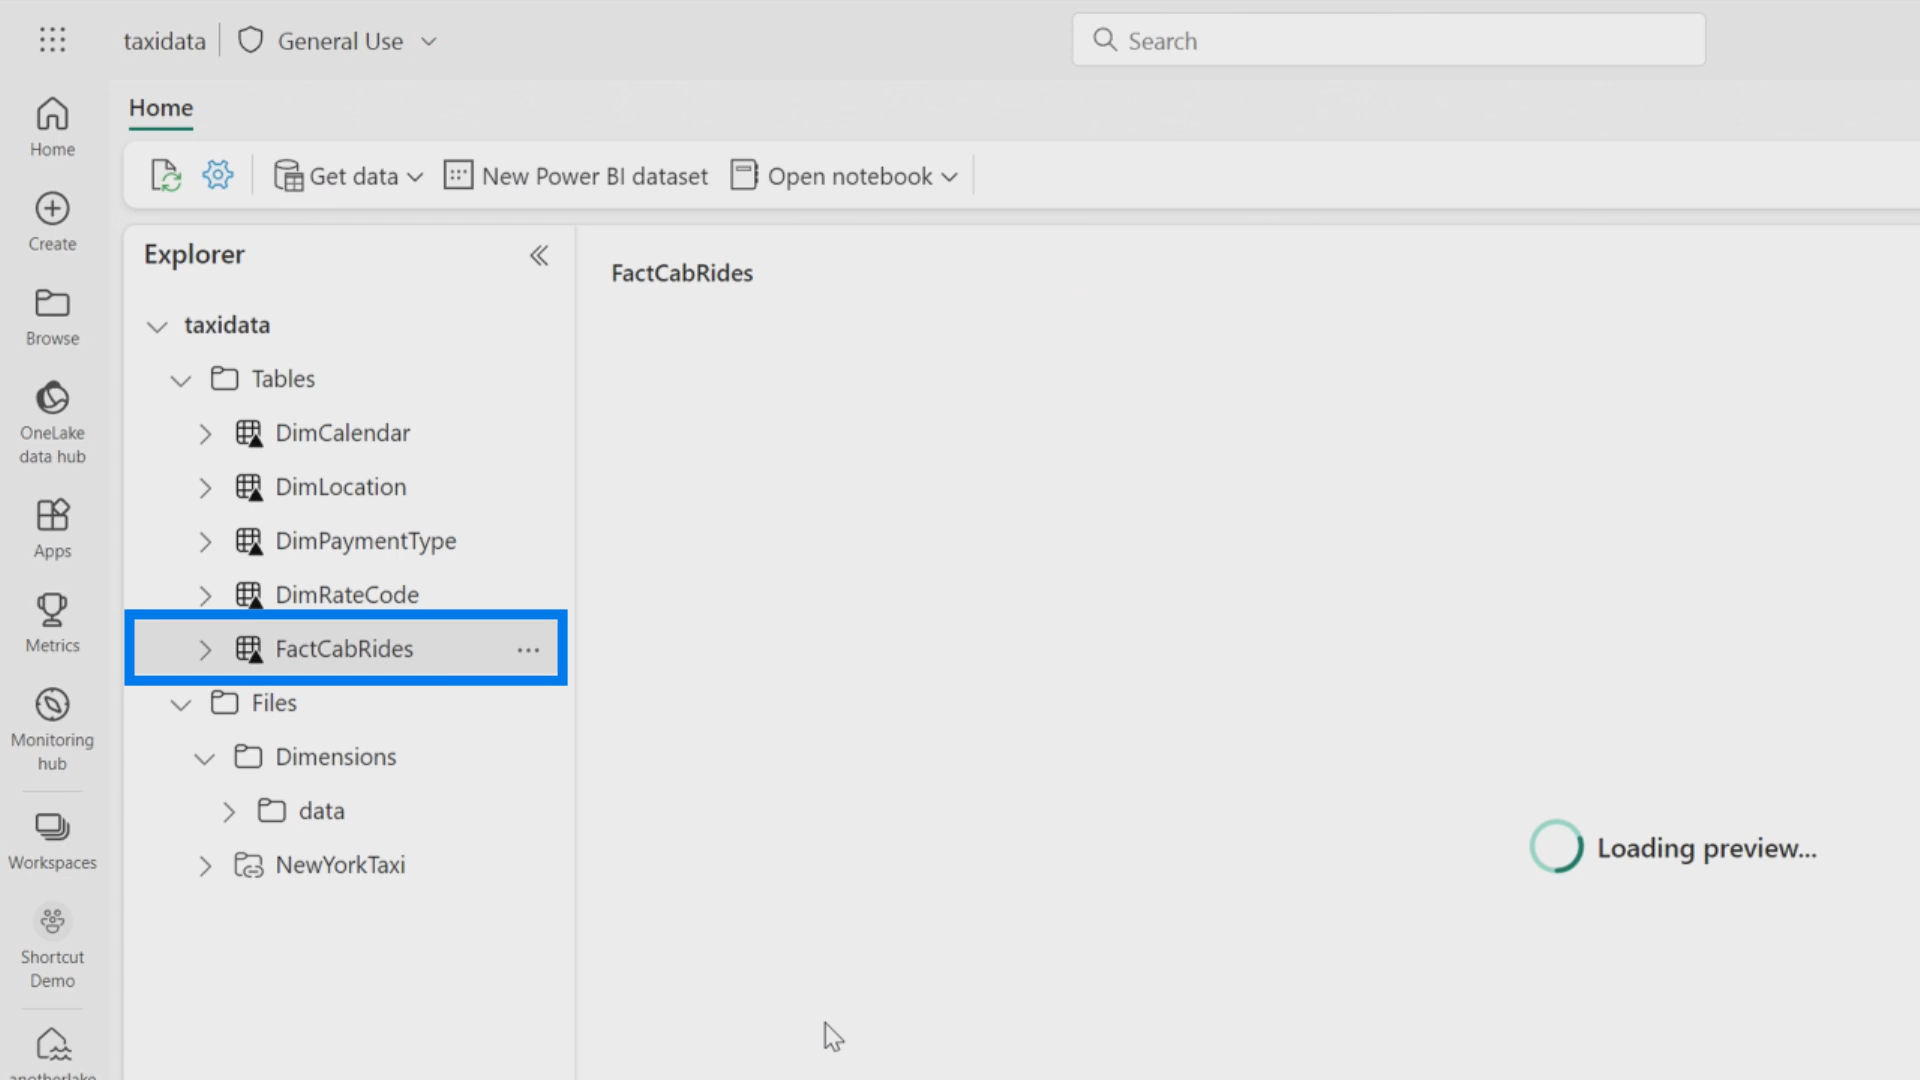 taxidata
General Use
Search
Home
Get data
New Power BI dataset
Open notebook
Home
Create
Browse
OneLake
data hub
Apps
Metrics
Monitoring
hub
Workspaces
Shortcut
Demo
anotherlake
Explorer
taxidata
Tables
DimCalendar
DimLocation
DimPaymentType
DimRateCode
FactCabRides
...
Files
Dimensions
data
NewYorkTaxi
FactCabRides
Loading preview...